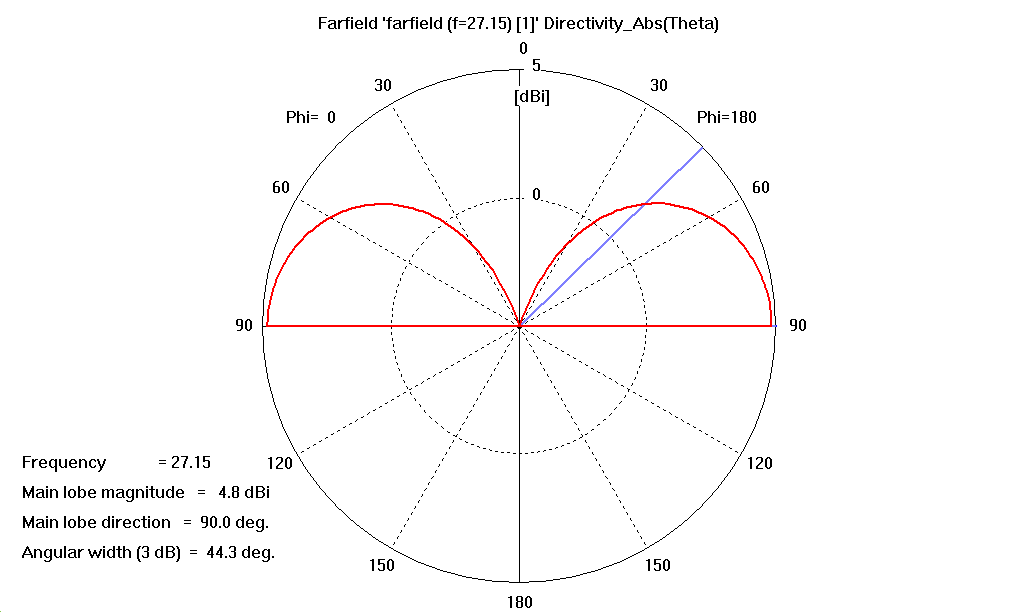 Farfield 'farfield (f=27.15) [1]' Directivity_Abs(Theta)
0
5
30
30
[dBi]
Phi= 0
Phi=180
60
60
0
90
90
Frequency = 27.15
120
120
Main lobe magnitude = 4.8 dBi
Main lobe direction = 90.0 deg.
Angular width (3 dB) = 44.3 deg.
150
150
180